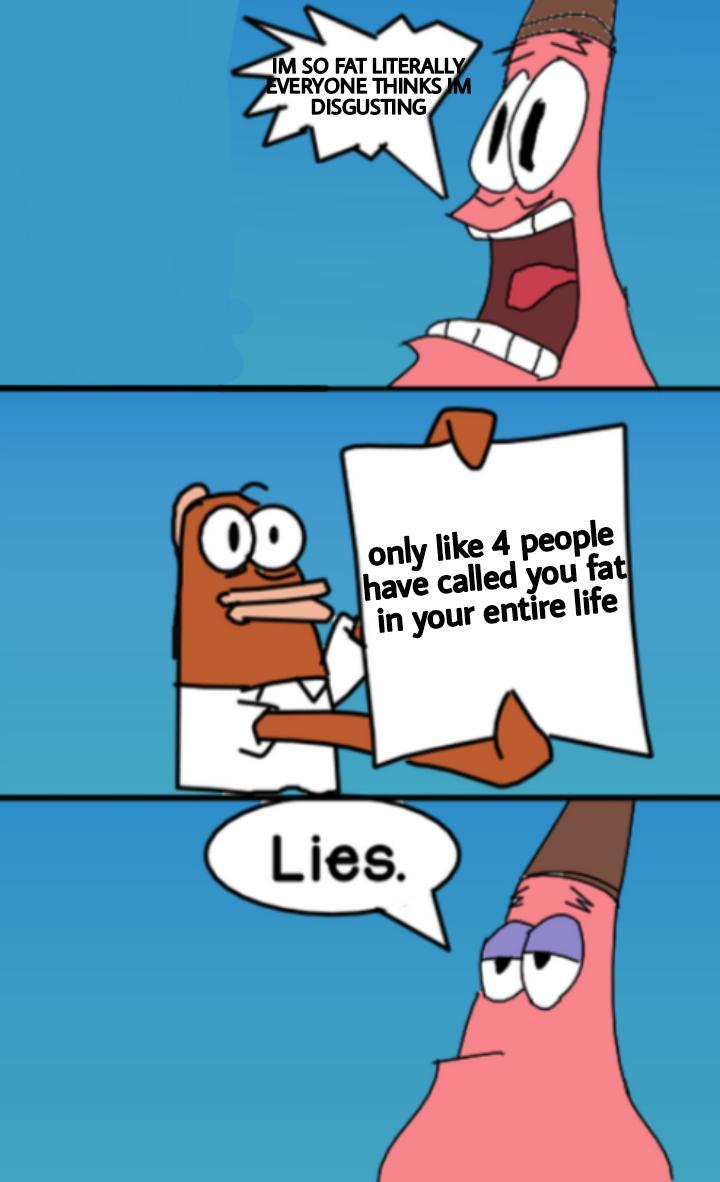 IM SO FAT LITERALLY
EVERYONE THINKS IM
DISGUSTING
only like 4 people
have called you fat
in your entire life
Lies.